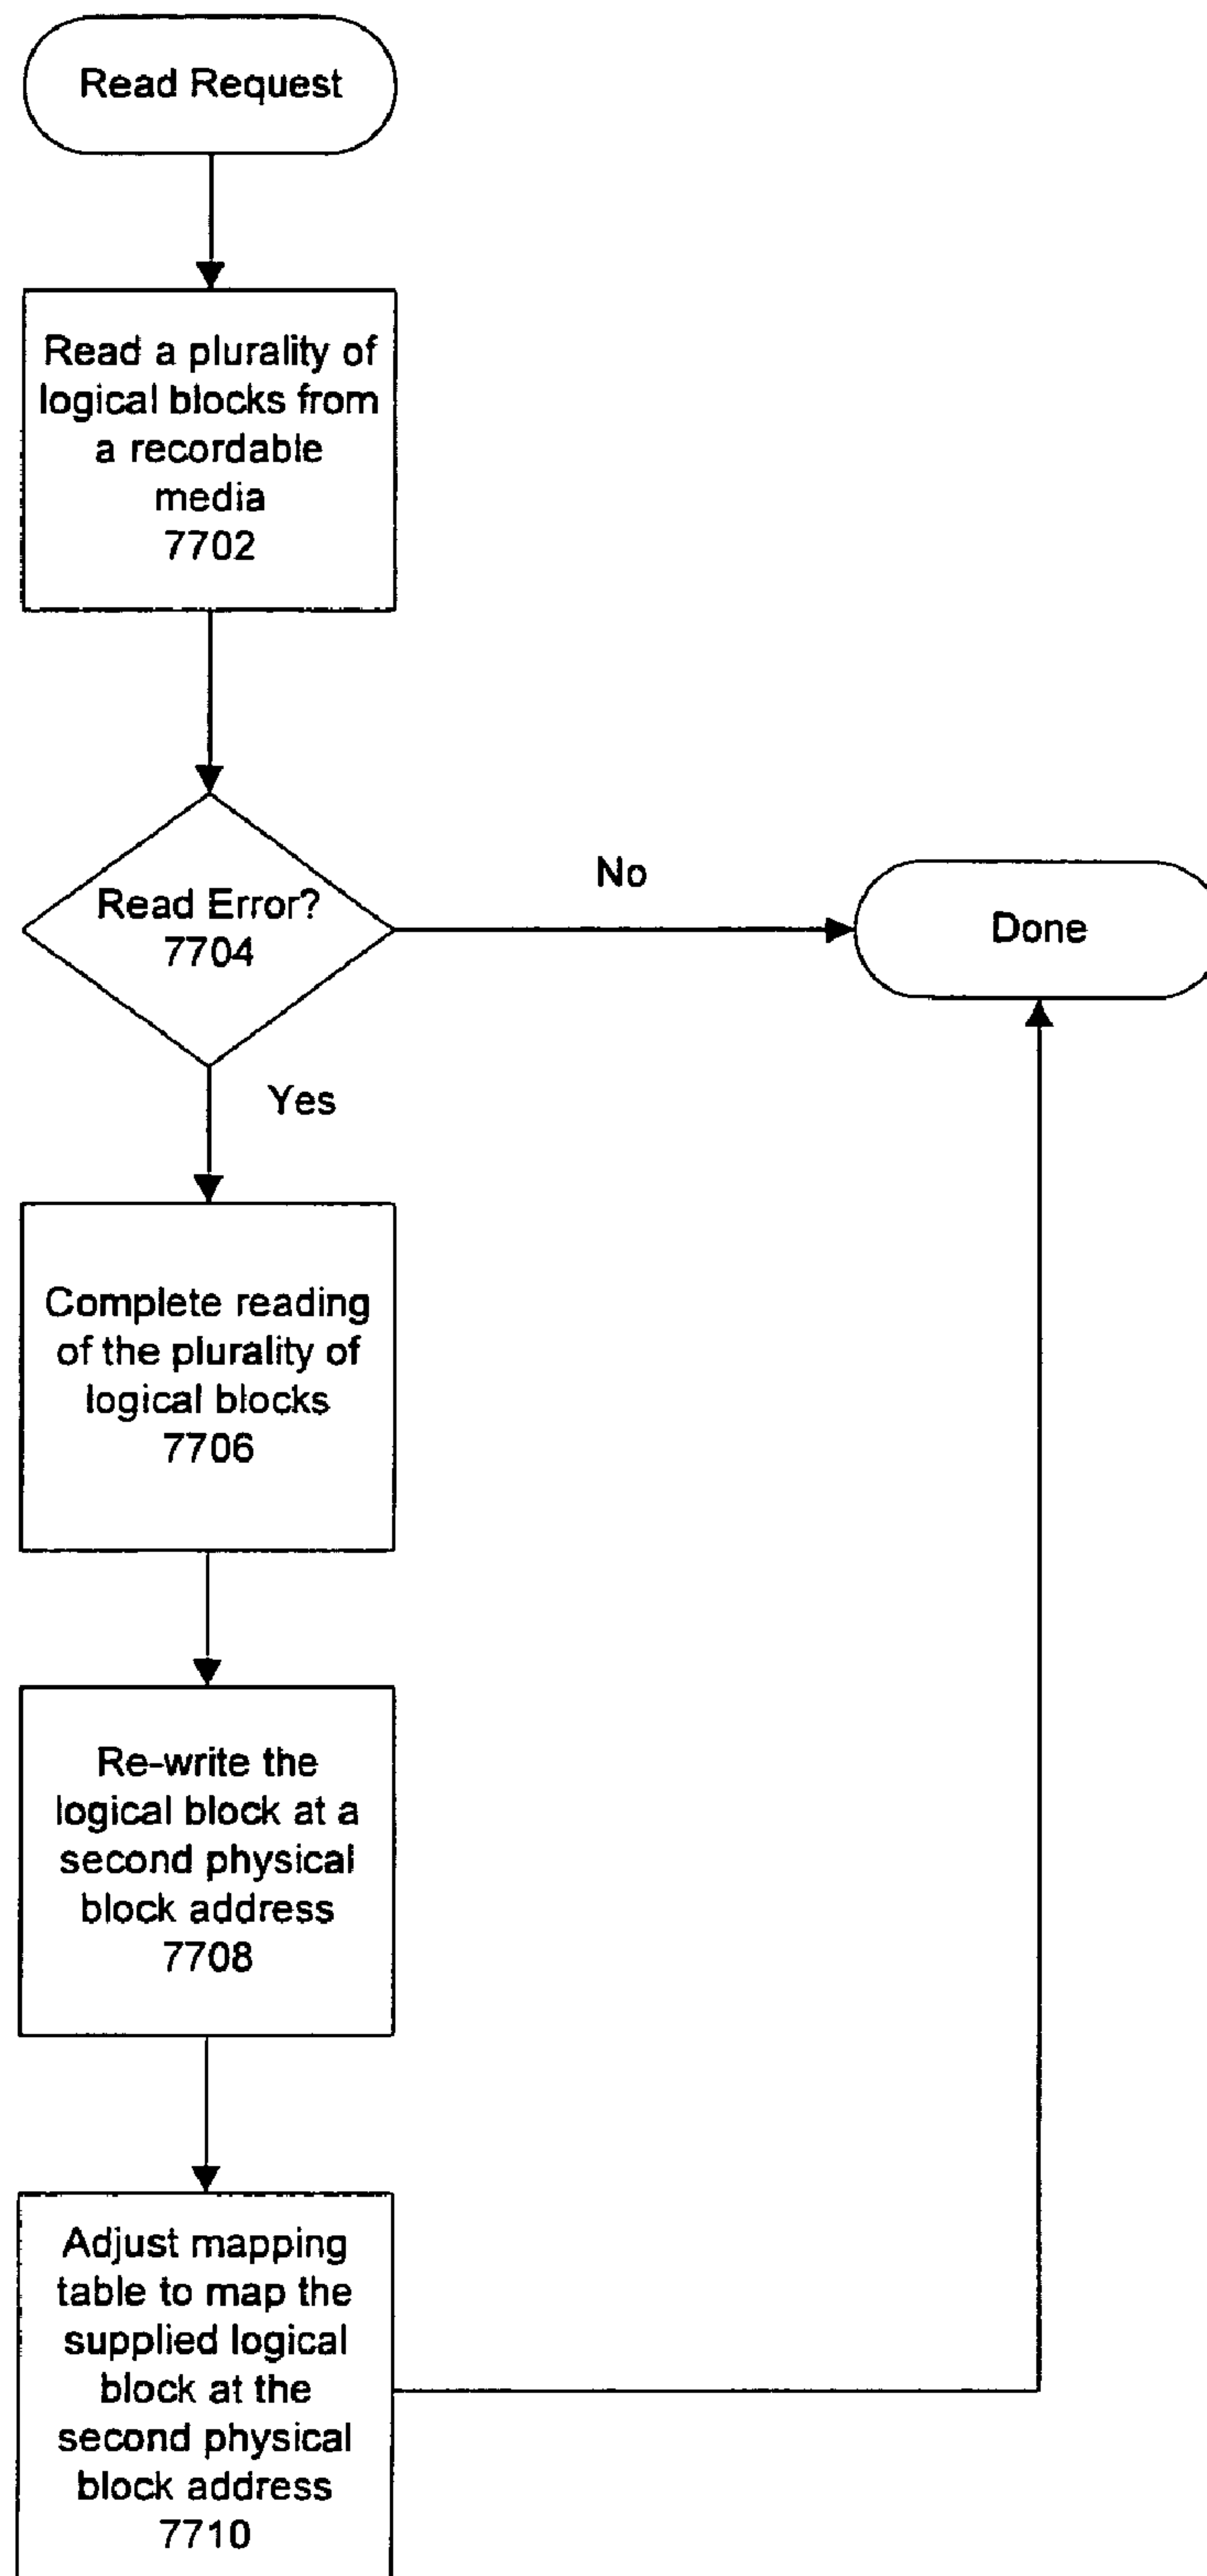 Read Request
Read a plurality of
logical blocks from
a recordable
media
7702
Read Error?
7704
No
Done
Yes
Complete reading
of the plurality of
logical blocks
7706
Re-write the
logical block at a
second physical
block address
7708
Adjust mapping
table to map the
supplied logical
block at the
second physical
block address
7710